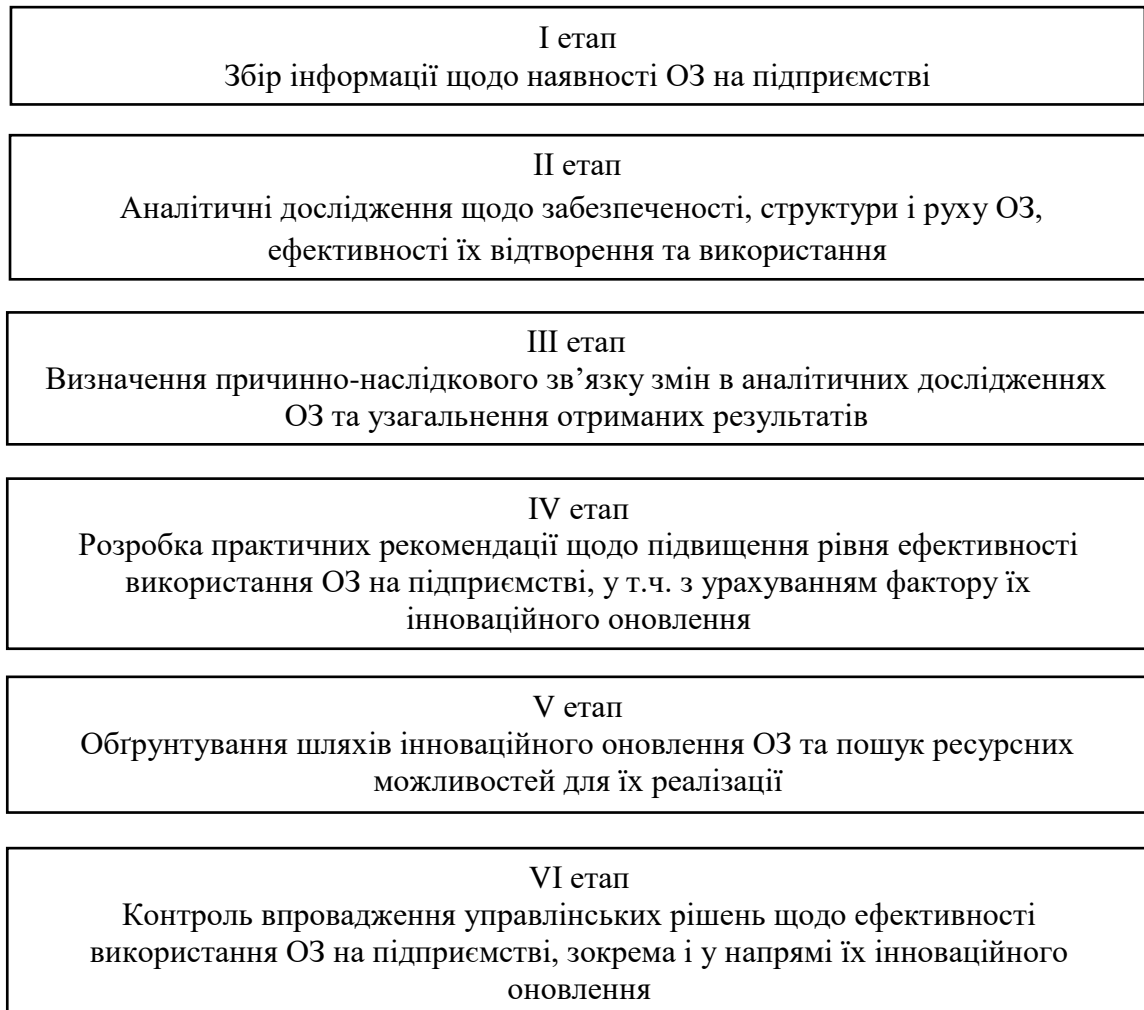 І етап
Збір інформації щодо наявності ОЗ на підприємстві
ІІ етап
Аналітичні дослідження щодо забезпеченості, структури і руху ОЗ,
ефективності їх відтворення та використання
ІІІ етап
Визначення причинно-наслідкового зв’язку змін в аналітичних дослідженнях
ОЗ та узагальнення отриманих результатів
IV етап
Розробка практичних рекомендації щодо підвищення рівня ефективності
використання ОЗ на підприємстві, у т.ч. з урахуванням фактору їх
інноваційного оновлення
V етап
Обґрунтування шляхів інноваційного оновлення ОЗ та пошук ресурсних
можливостей для їх реалізації
VI етап
Контроль впровадження управлінських рішень щодо ефективності
використання ОЗ на підприємстві, зокрема і у напрямі їх інноваційного
оновлення